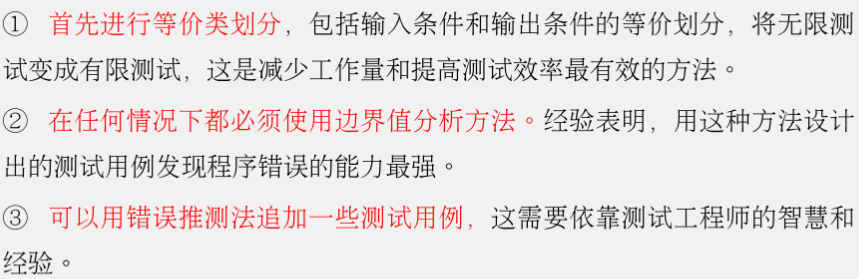 ① 首先进行等价类划分，包括输入条件和输出条件的等价划分，将无限测
试变成有限测试，这是减少工作量和提高测试效率最有效的方法。
② 在任何情况下都必须使用边界值分析方法。经验表明，用这种方法设计
出的测试用例发现程序错误的能力最强。
③ 可以用错误推测法追加一些测试用例，这需要依靠测试工程师的智慧和
经验。